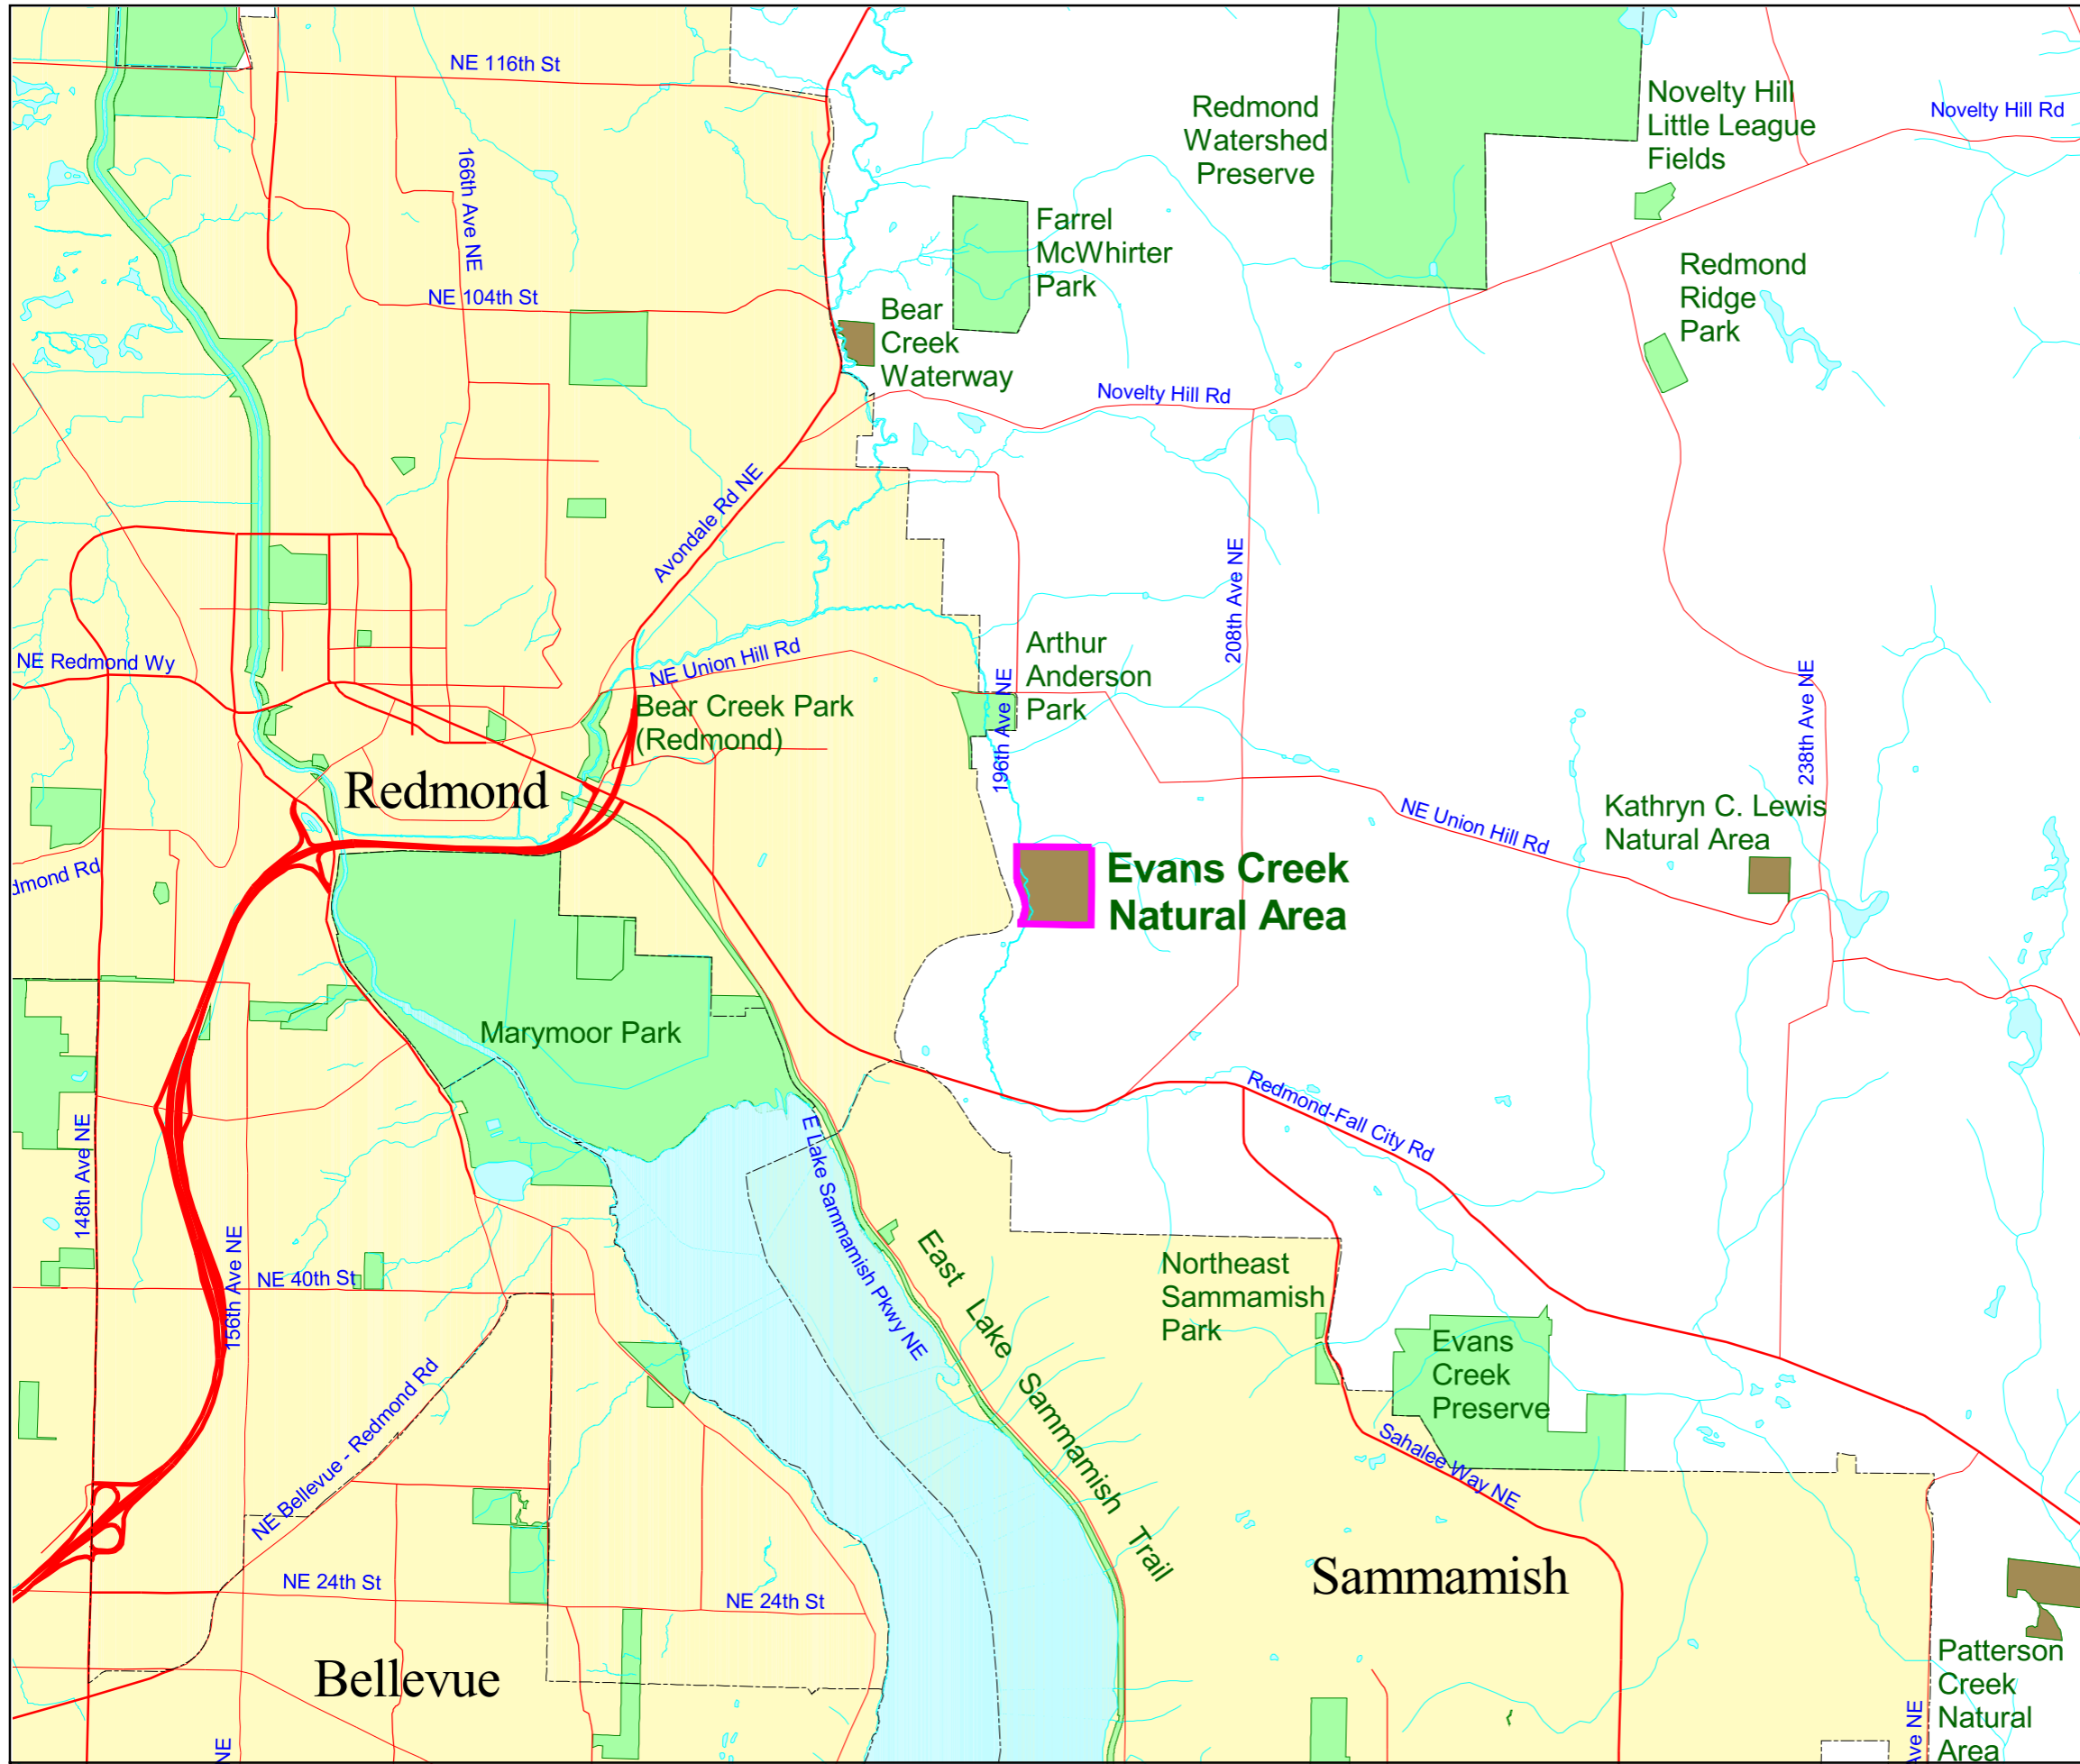 NE 116th St
Redmond
Watershed
Preserve
Novelty Hill
Little League
Fields
Novelty Hill Rd
166th Ave NE
Farrel
McWhirter
Park
Redmond
Ridge
Park
NE 104th St
Bear
Creek
Waterway
Novelty Hill Rd
Avondale Rd NE
208th Ave NE
NE Redmond Wy
NE Union Hill Rd
Arthur
Anderson
Park
196th Ave NE
238th Ave NE
Bear Creek Park
(Redmond)
Redmond
NE Union Hill Rd
Kathryn C. Lewis
Natural Area
dmond Rd
Evans Creek
Natural Area
Marymoor Park
148th Ave NE
E Lake Sammamish Pkwy NE
Redmond-Fall City Rd
156th Ave NE
NE 40th St
East Lake Sammamish Trail
Northeast
Sammamish
Park
Evans
Creek
Preserve
NE Bellevue - Redmond Rd
Sahalee Way NE
NE 24th St
NE 24th St
Sammamish
Bellevue
Patterson
Creek
Natural
Area
NE
Ave NE